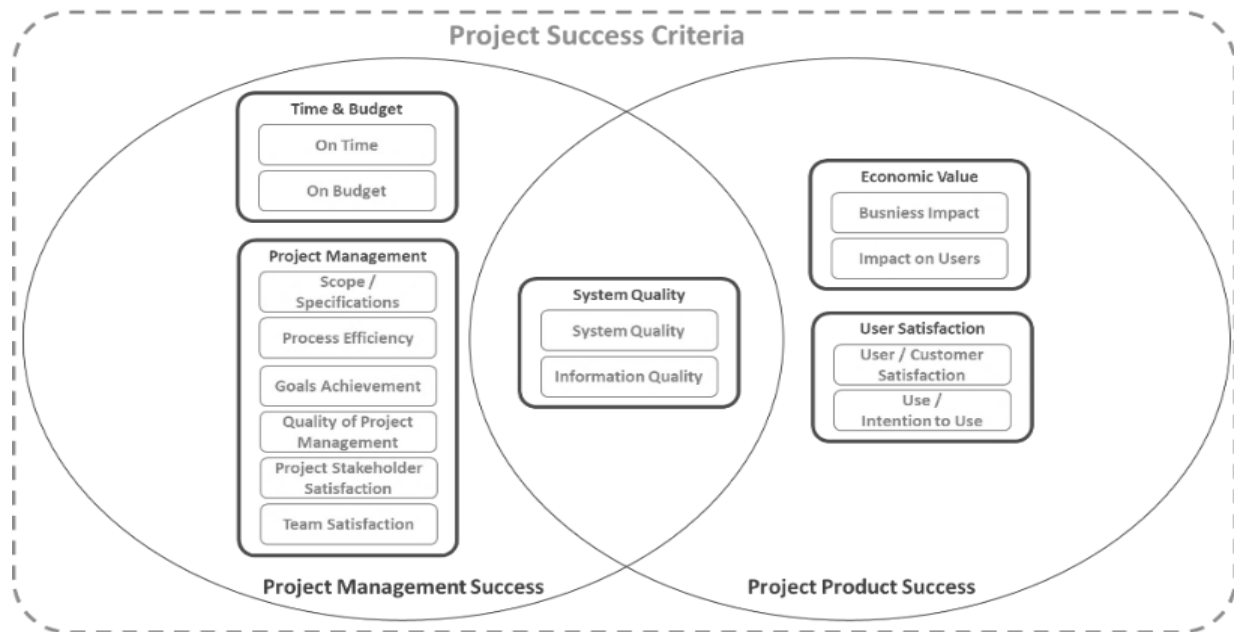 Project Success Criteria
Time & Budget
On Time
On Budget
Project Management
Scope /
Specifications
Process Efficiency
Goals Achievement
Quality of Project
Management
Project Stakeholder
Satisfaction
Team Satisfaction
Project Management Success
System Quality
System Quality
Information Quality
Economic Value
Busniess Impact
Impact on Users
User Satisfaction
User / Customer
Satisfaction
Use /
Intention to Use
Project Product Success